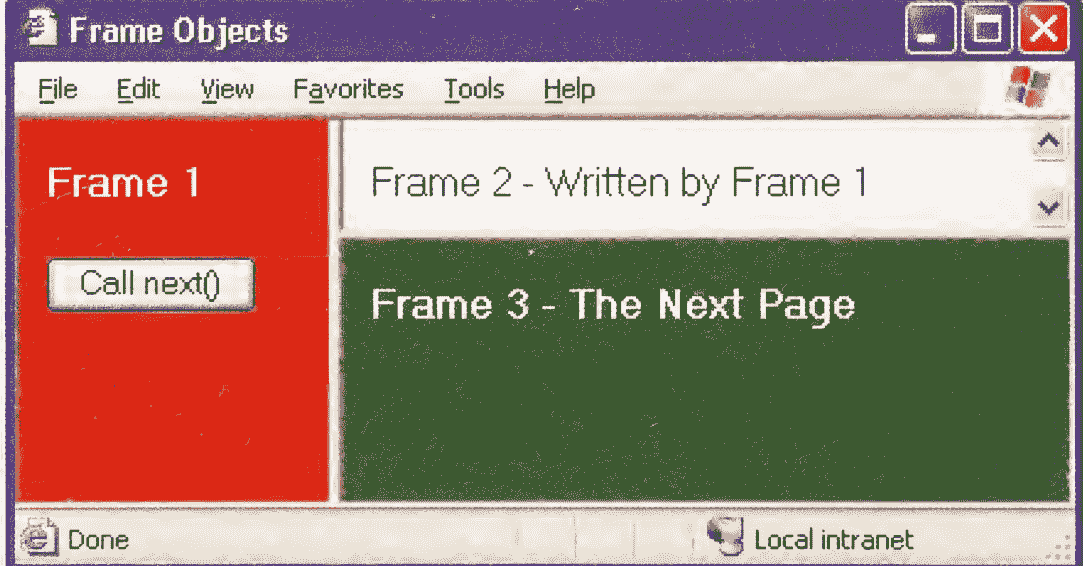 Frame Objects
File Edit View Favorites Tools Help
Frame 1
Call next()
Frame 2 - Written by Frame 1
Frame 3 - The Next Page
Done
Local intranet